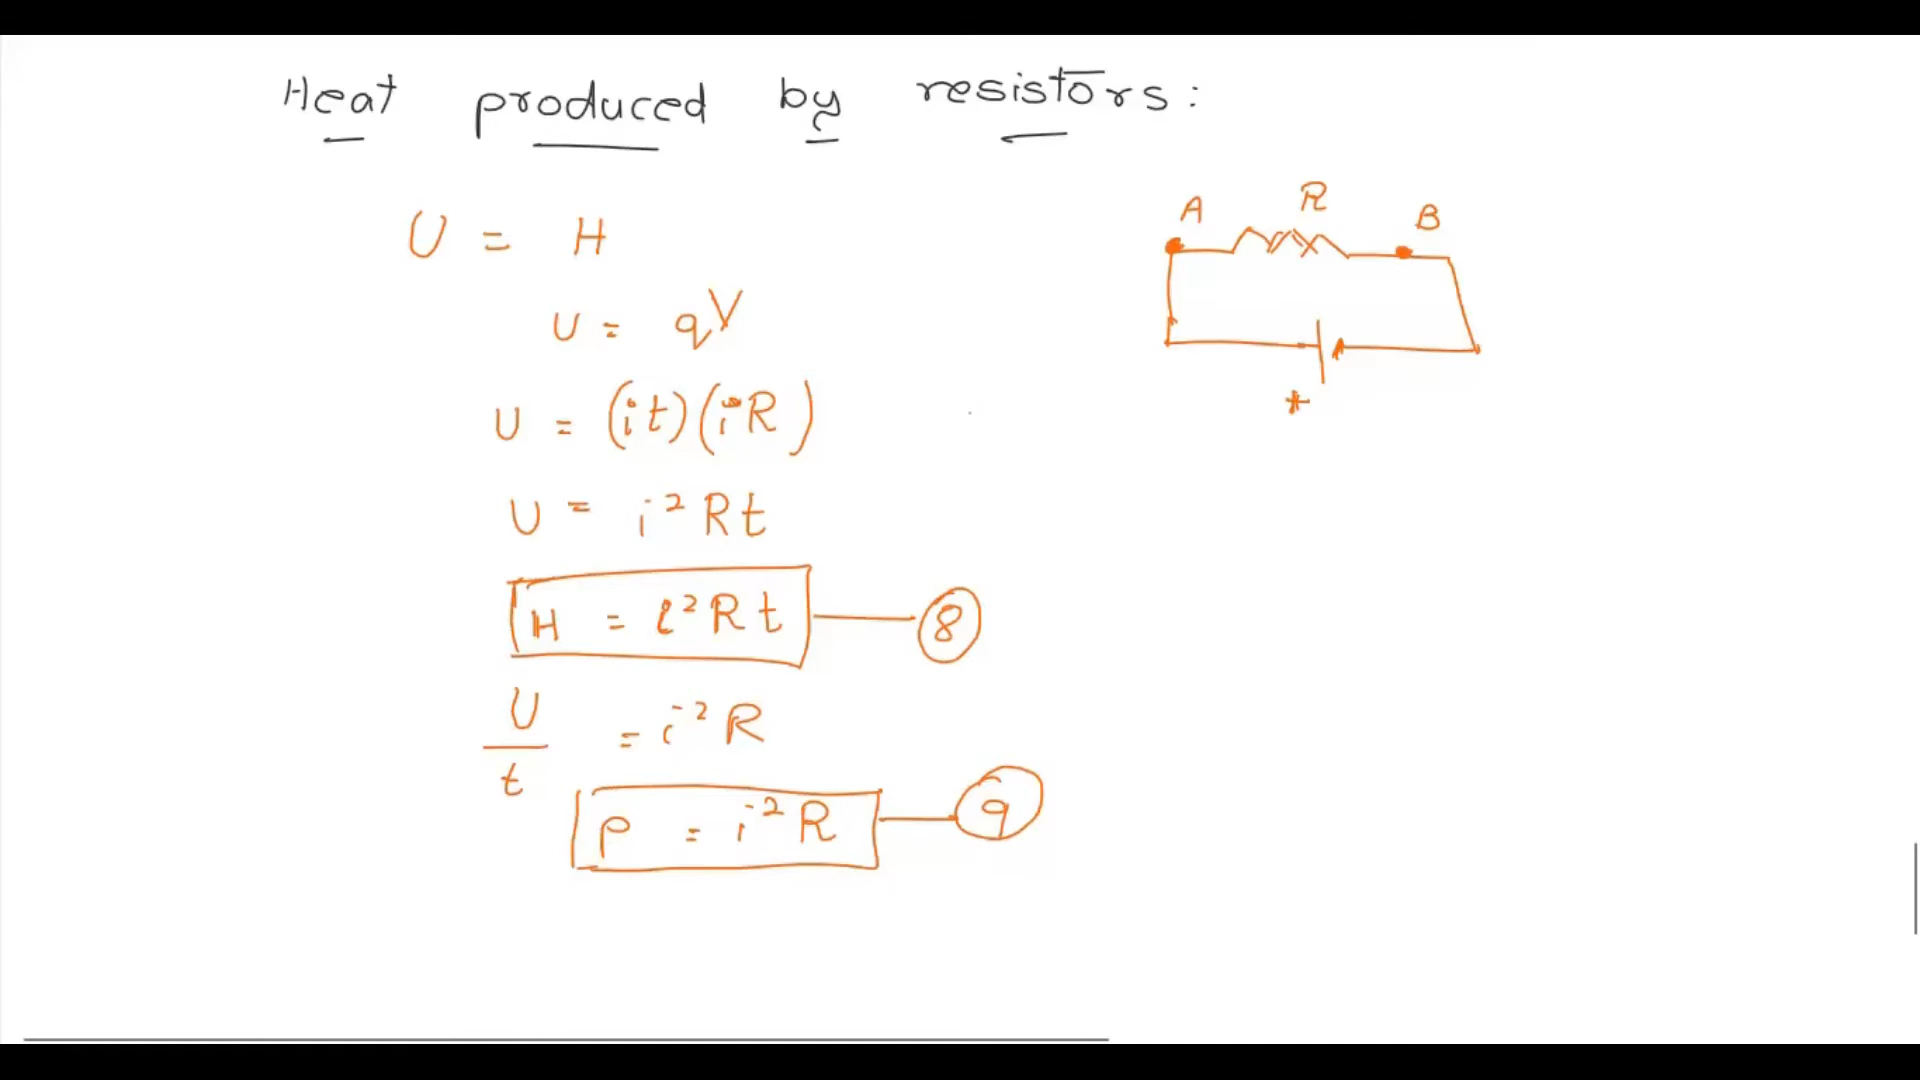 Heat produced by resistors:
U = H
U = qV
U = (it)(iR)
U = i²Rt
H = i²Rt —— 8
U/t = i²R
P = i²R —— 9
A R B
+